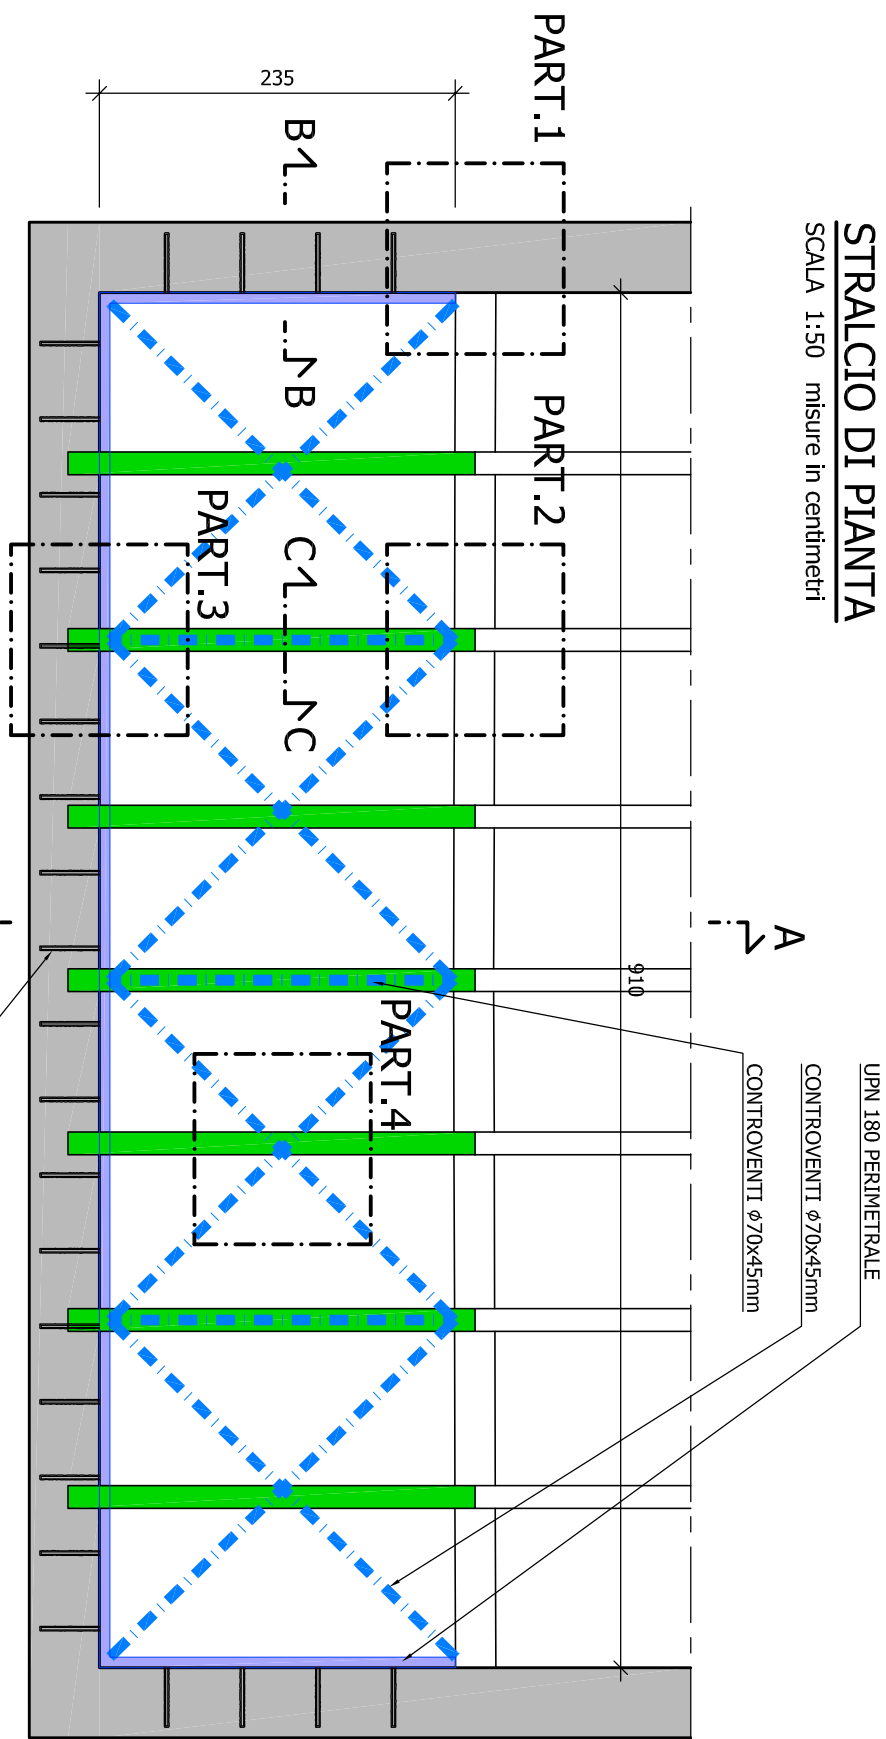 STRALCIO DI PIANTA
SCALA 1:50 misure in centimetri
UPN 180 PERIMETRALE
CONTROVENTI ϕ70x45mm
CONTROVENTI ϕ70x45mm
A
910
PART.1
PART.2
235
B
B
C
C
PART.3
PART.4